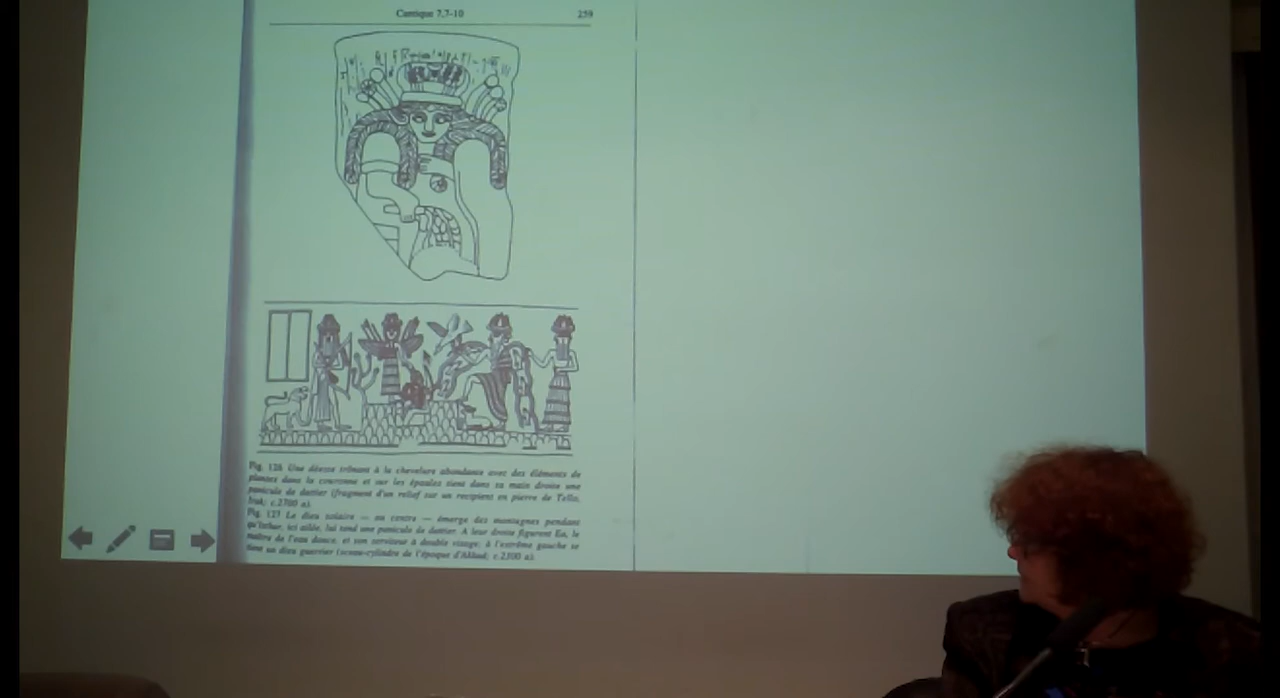 Cantique 7,7-10 259
Fig. 126 Une déesse trônant à la chevelure abondante avec des éléments de
plantes dans la couronne et sur les épaules tient dans sa main droite une
panicule de dattier (fragment d'un relief sur un recipient en pierre de Tello,
Irak; c.2700 a).
Fig. 127 Le dieu solaire — au centre — émerge des montagnes pendant
qu'Ishtar, ici ailée, lui tend une panicule de dattier. A leur droite figurent Ea, le
maître de l'eau douce, et son serviteur à double visage; à l'extrême gauche se
tient un dieu guerrier (sceau-cylindre de l'époque d'Akkad; c.2300 a).